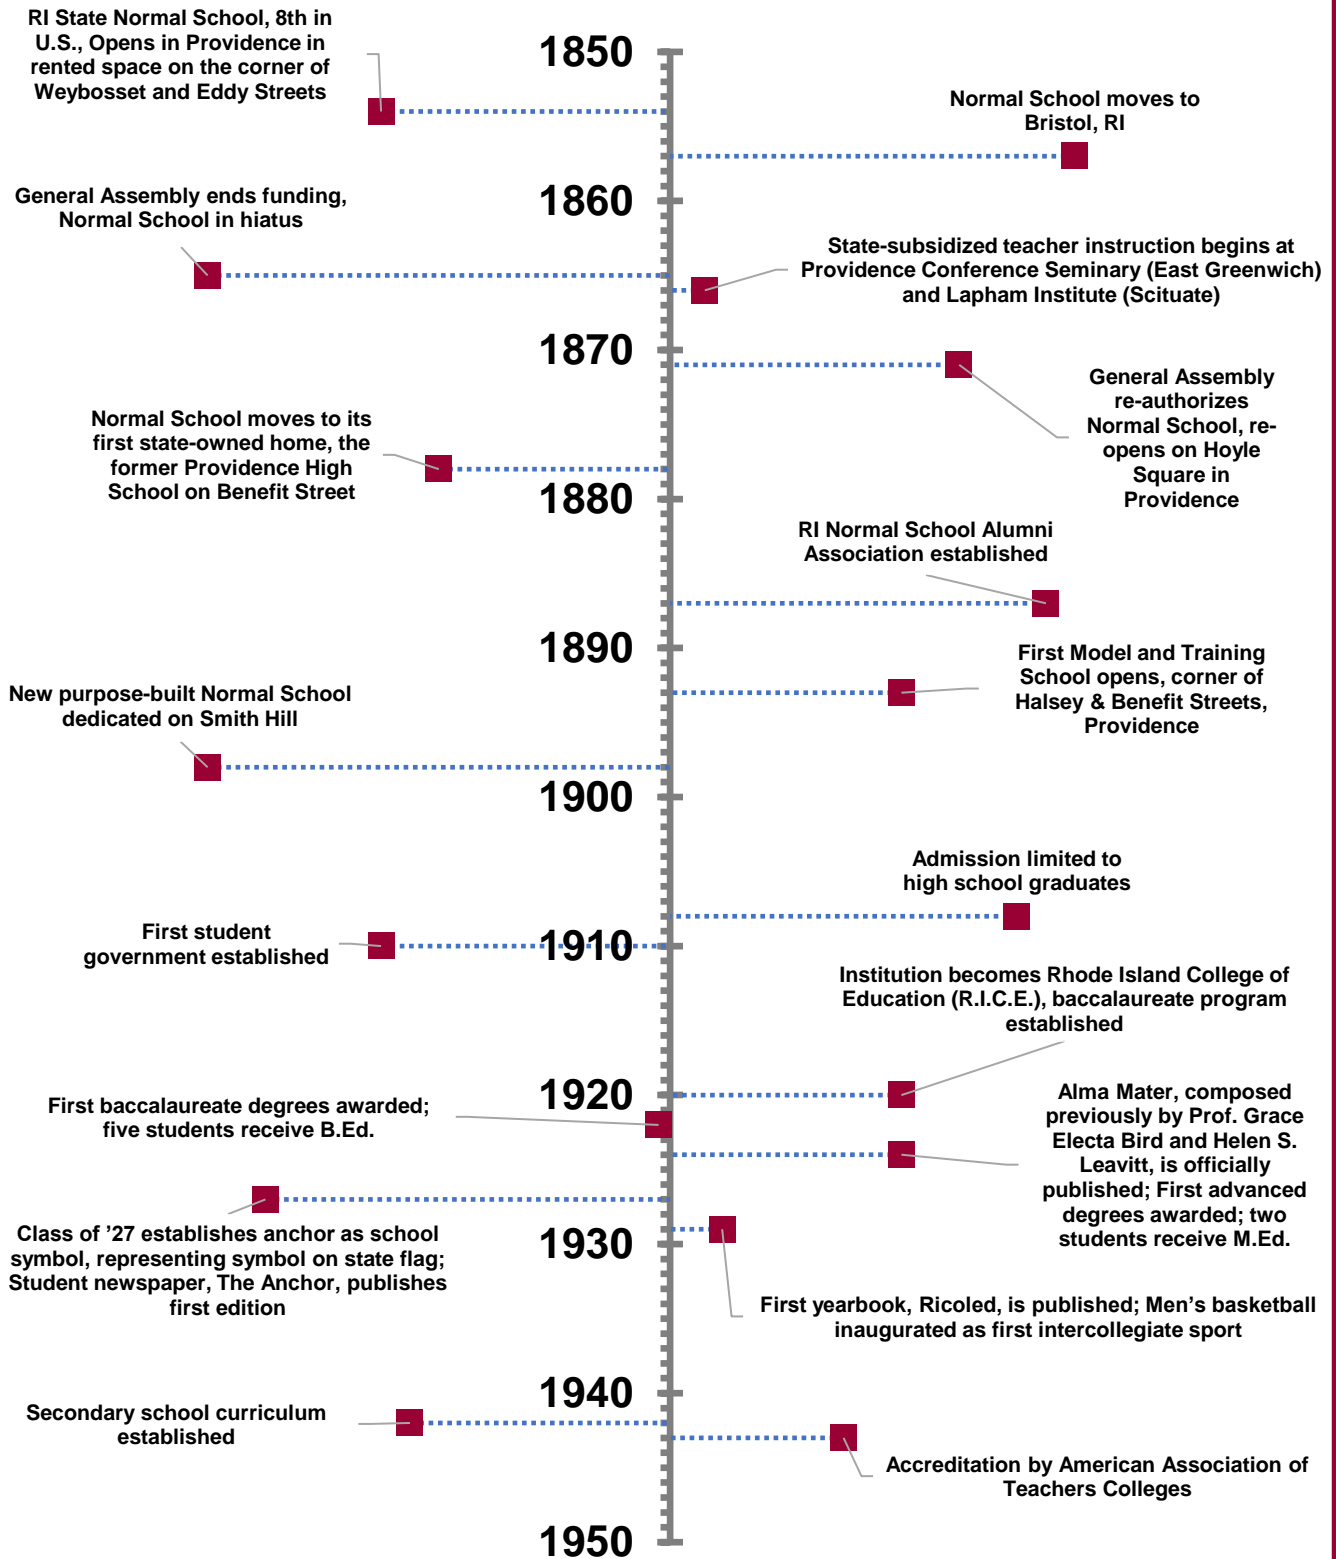 RI State Normal School, 8th in
U.S., Opens in Providence in
rented space on the corner of
Weybosset and Eddy Streets
1850
Normal School moves to
Bristol, RI
General Assembly ends funding,
Normal School in hiatus
1860
State-subsidized teacher instruction begins at
Providence Conference Seminary (East Greenwich)
and Lapham Institute (Scituate)
1870
General Assembly
re-authorizes
Normal School, re-
opens on Hoyle
Square in
Providence
Normal School moves to its
first state-owned home, the
former Providence High
School on Benefit Street
1880
RI Normal School Alumni
Association established
1890
First Model and Training
School opens, corner of
Halsey & Benefit Streets,
Providence
New purpose-built Normal School
dedicated on Smith Hill
1900
Admission limited to
high school graduates
First student
government established
1910
Institution becomes Rhode Island College of
Education (R.I.C.E.), baccalaureate program
established
1920
First baccalaureate degrees awarded;
five students receive B.Ed.
Alma Mater, composed
previously by Prof. Grace
Electa Bird and Helen S.
Leavitt, is officially
published; First advanced
degrees awarded; two
students receive M.Ed.
Class of ’27 establishes anchor as school
symbol, representing symbol on state flag;
Student newspaper, The Anchor, publishes
first edition
1930
First yearbook, Ricoled, is published; Men’s basketball
inaugurated as first intercollegiate sport
1940
Secondary school curriculum
established
Accreditation by American Association of
Teachers Colleges
1950